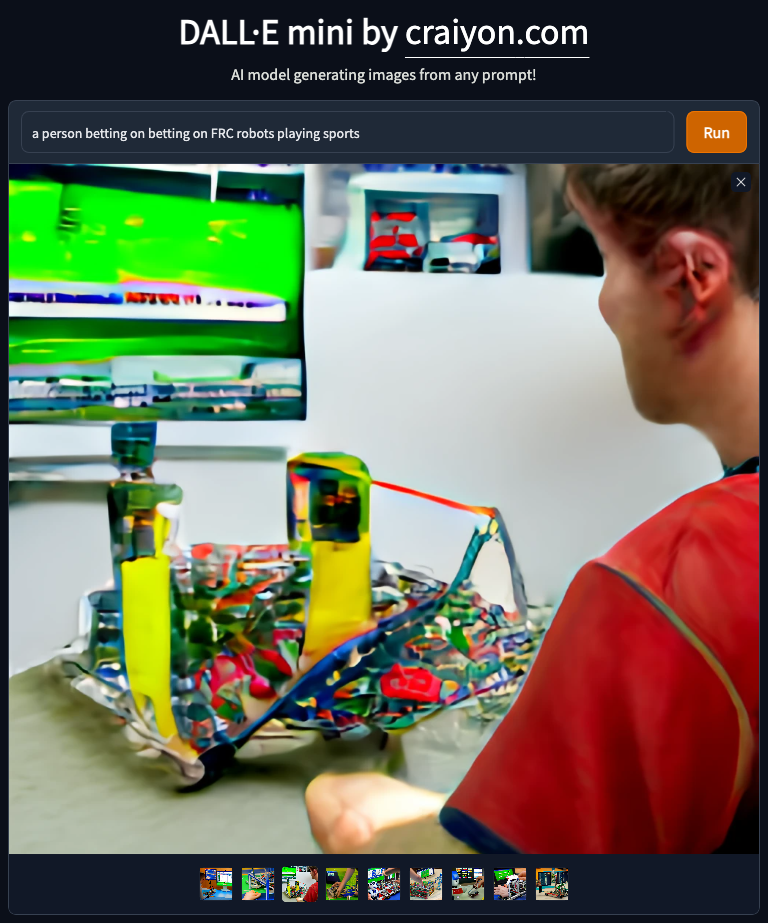 DALL·E mini by craiyon.com
AI model generating images from any prompt!
a person betting on betting on FRC robots playing sports
Run